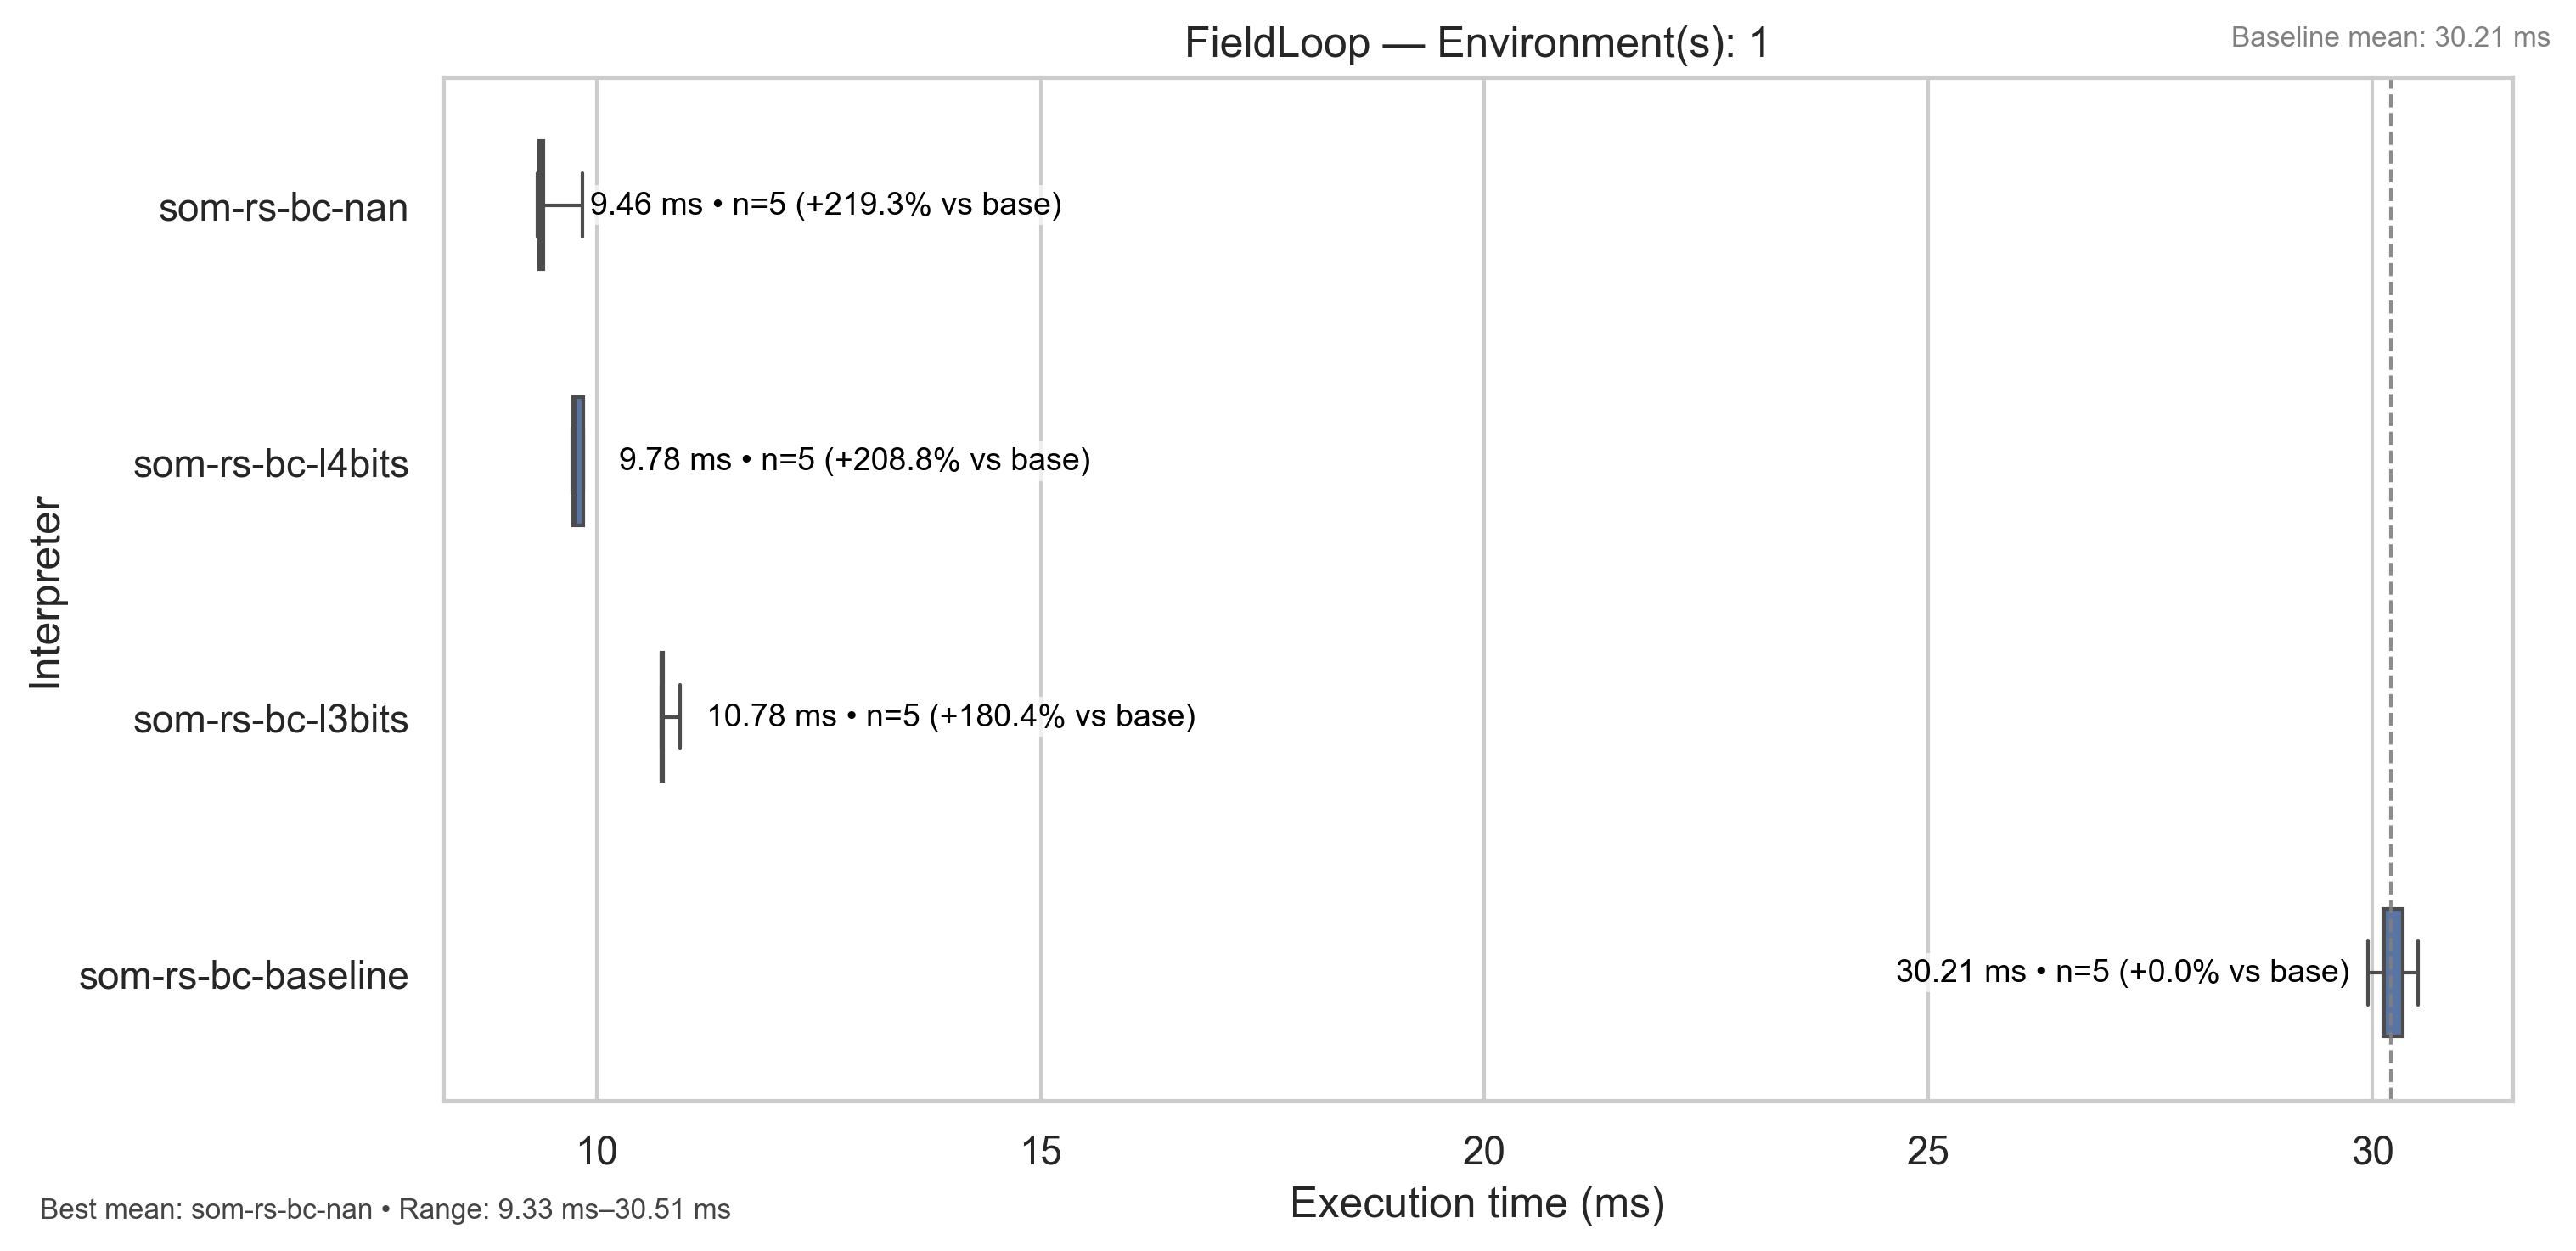 FieldLoop — Environment(s): 1
Baseline mean: 30.21 ms
Interpreter
som-rs-bc-nan
9.46 ms • n=5 (+219.3% vs base)
som-rs-bc-l4bits
9.78 ms • n=5 (+208.8% vs base)
som-rs-bc-l3bits
10.78 ms • n=5 (+180.4% vs base)
som-rs-bc-baseline
30.21 ms • n=5 (+0.0% vs base)
10 15 20 25 30
Execution time (ms)
Best mean: som-rs-bc-nan • Range: 9.33 ms–30.51 ms